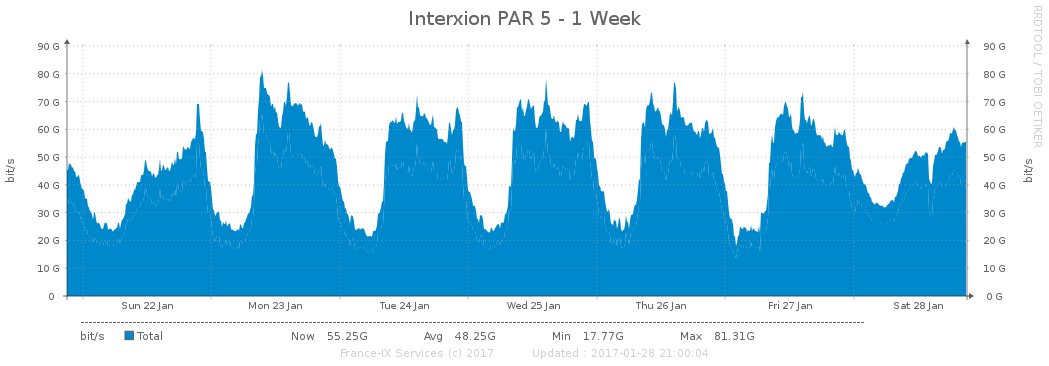 Interxion PAR 5 - 1 Week
RRDTOOL / TOBI OETIKER
90 G 90 G
80 G 80 G
70 G 70 G
60 G 60 G
50 G 50 G
40 G 40 G
30 G 30 G
20 G 20 G
10 G 10 G
0 0 G
bit/s
bit/s
Sun 22 Jan Mon 23 Jan Tue 24 Jan Wed 25 Jan Thu 26 Jan Fri 27 Jan Sat 28 Jan
bit/s Total Now 55.25G Avg 48.25G Min 17.77G Max 81.31G
France-IX Services (c) 2017 Updated : 2017-01-28 21:00:04